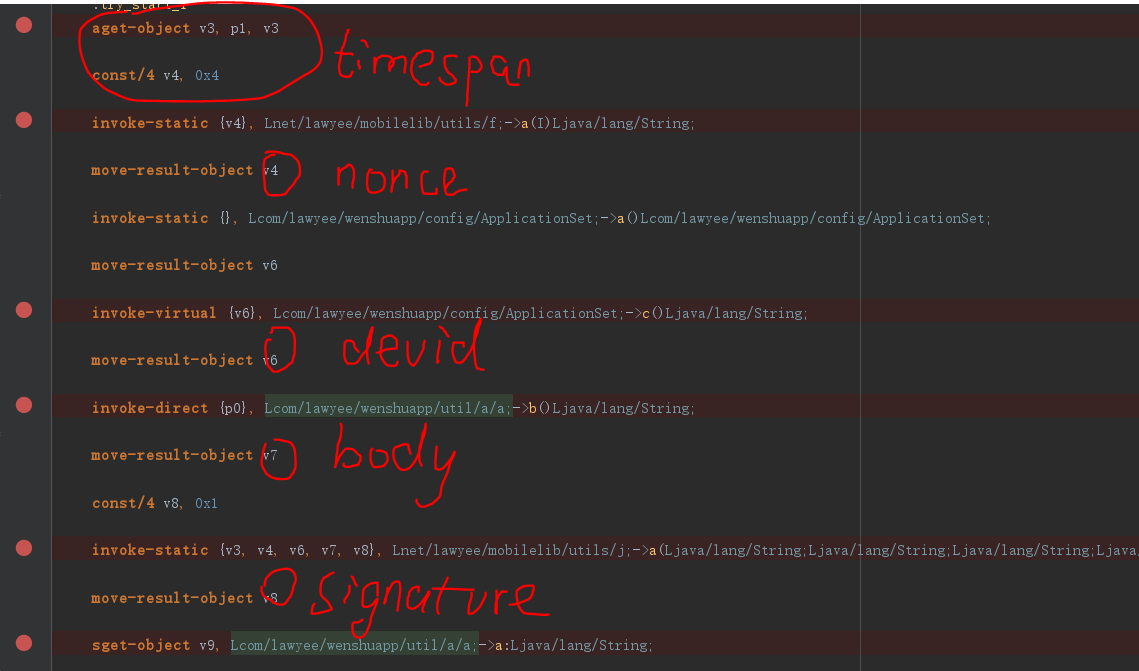 .try_start_1
aget-object v3, p1, v3
timespan
const/4 v4, 0x4
invoke-static {v4}, Lnet/lawyee/mobilelib/utils/f;->a(I)Ljava/lang/String;
move-result-object v4 nonce
invoke-static {}, Lcom/lawyee/wenshuapp/config/ApplicationSet;->a()Lcom/lawyee/wenshuapp/config/ApplicationSet;
move-result-object v6
invoke-virtual {v6}, Lcom/lawyee/wenshuapp/config/ApplicationSet;->c()Ljava/lang/String;
move-result-object v6 devid
invoke-direct {p0}, Lcom/lawyee/wenshuapp/util/a/a;->b()Ljava/lang/String;
move-result-object v7 body
const/4 v8, 0x1
invoke-static {v3, v4, v6, v7, v8}, Lnet/lawyee/mobilelib/utils/j;->a(Ljava/lang/String;Ljava/lang/String;Ljava/lang/String;Ljava
move-result-object v8 signature
sget-object v9, Lcom/lawyee/wenshuapp/util/a/a;->a:Ljava/lang/String;